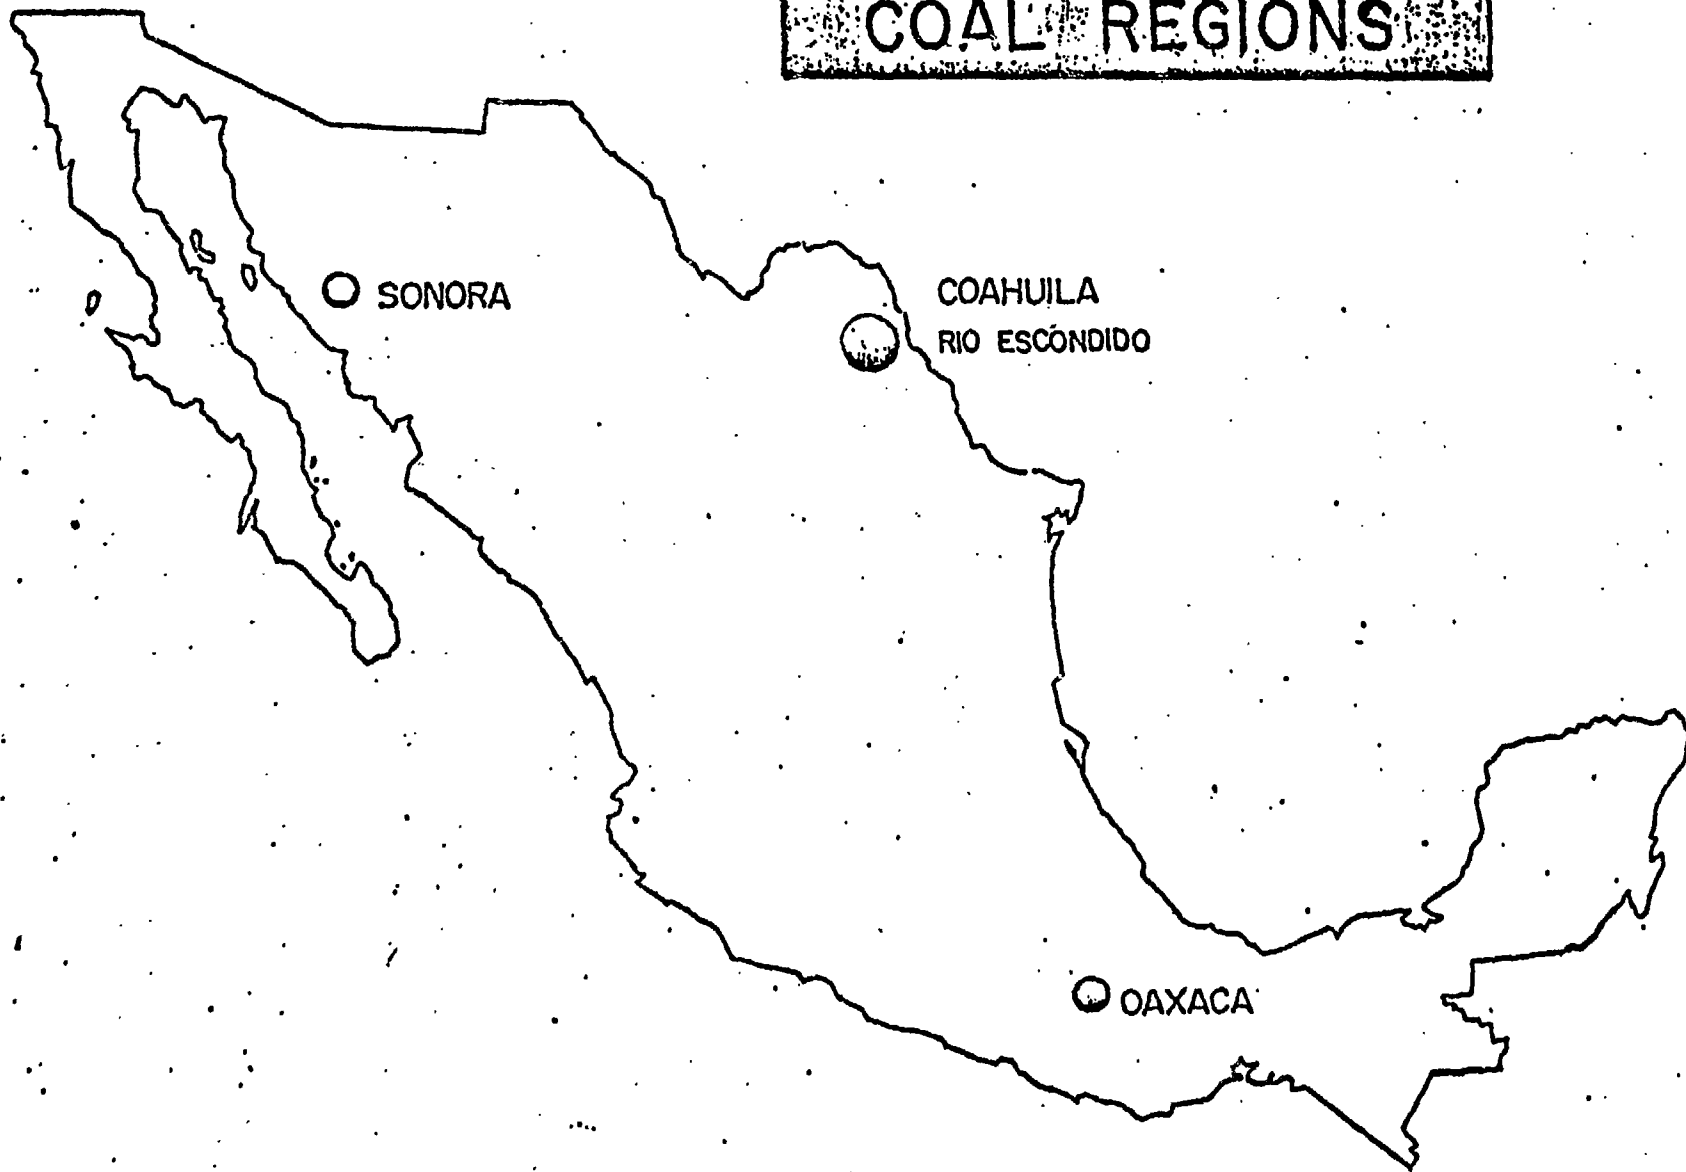 COAL REGIONS
SONORA
COAHUILA
RIO ESCONDIDO
OAXACA